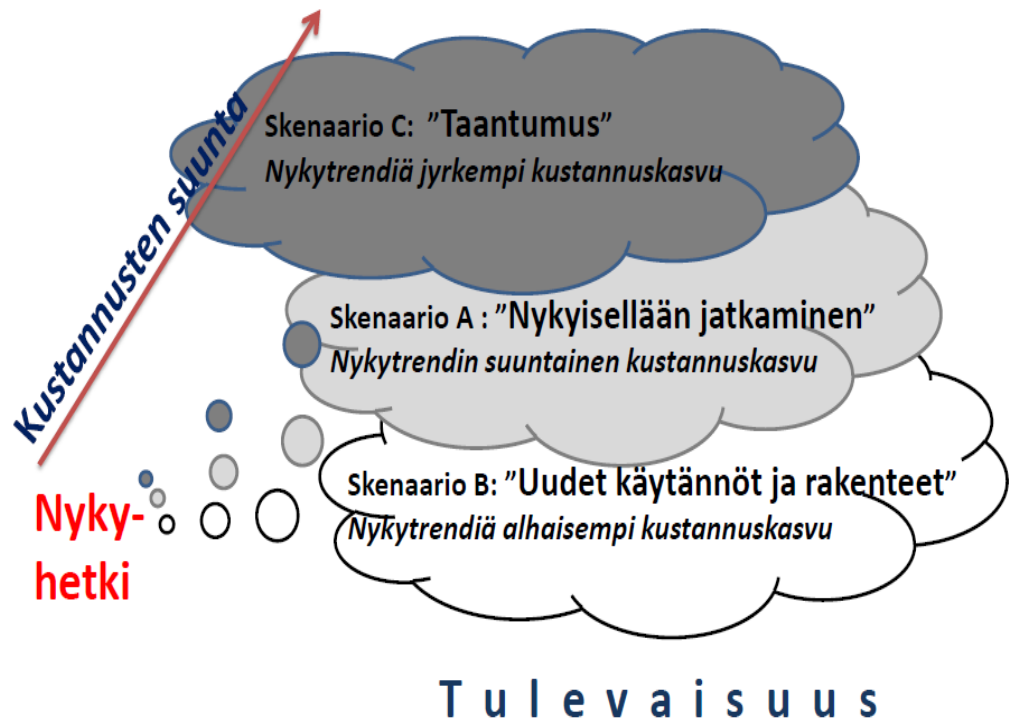 Kustannusten suunta
Skenaario C: ”Taantumus”
Nykytrendiä jyrkempi kustannuskasvu
Skenaario A : ”Nykyisellään jatkaminen”
Nykytrendin suuntainen kustannuskasvu
Skenaario B: ”Uudet käytännöt ja rakenteet”
Nykytrendiä alhaisempi kustannuskasvu
Nyky-
hetki
T u l e v a i s u u s